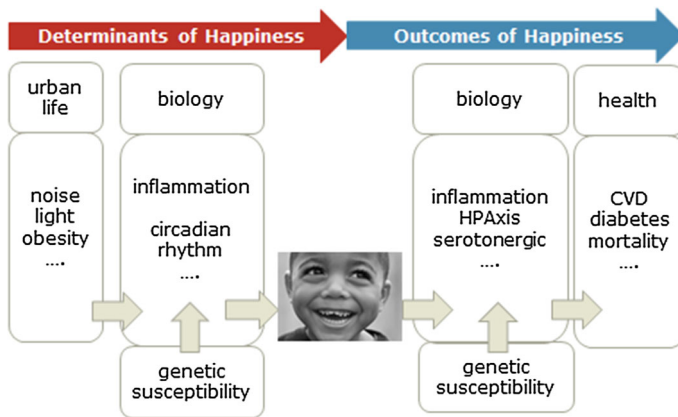 Determinants of Happiness
Outcomes of Happiness
urban
life
biology
biology
health
noise
light
obesity
....
inflammation
circadian
rhythm
....
inflammation
HPAxis
serotonergic
....
CVD
diabetes
mortality
....
genetic
susceptibility
genetic
susceptibility